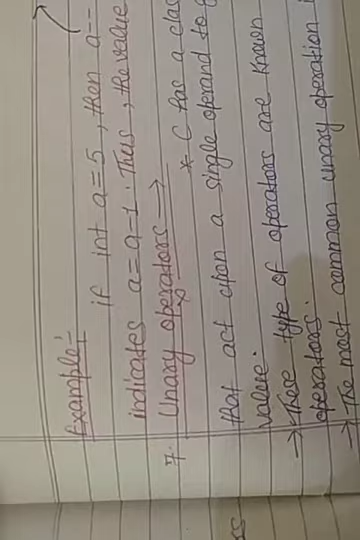 Example:-
if int a = 5, then a--
indicates a = a-1. Thus, the value
7. Unary operators →
* C has a clas
that act upon a single operand to g
value.
→ These type of operators are known
operators.
→ The most common unary operation i
ss